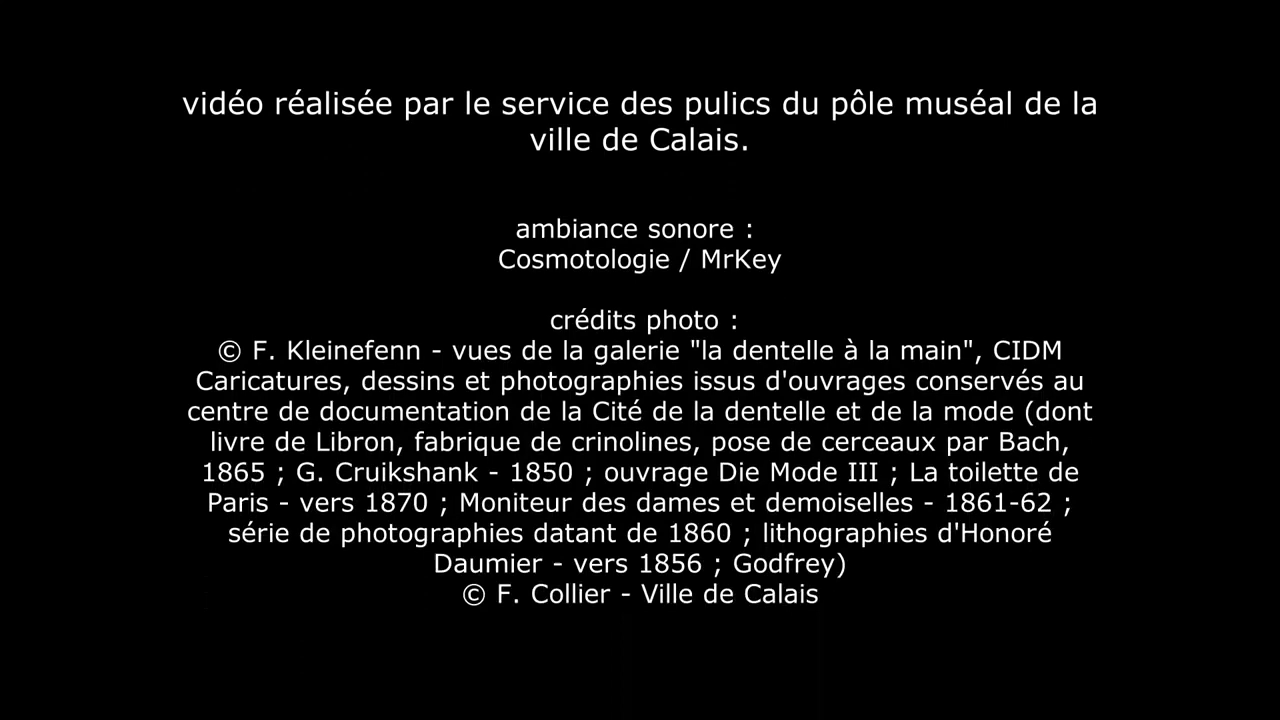 vidéo réalisée par le service des pulics du pôle muséal de la
ville de Calais.
ambiance sonore :
Cosmotologie / MrKey
crédits photo :
© F. Kleinefenn - vues de la galerie "la dentelle à la main", CIDM
Caricatures, dessins et photographies issus d'ouvrages conservés au
centre de documentation de la Cité de la dentelle et de la mode (dont
livre de Libron, fabrique de crinolines, pose de cerceaux par Bach,
1865 ; G. Cruikshank - 1850 ; ouvrage Die Mode III ; La toilette de
Paris - vers 1870 ; Moniteur des dames et demoiselles - 1861-62 ;
série de photographies datant de 1860 ; lithographies d'Honoré
Daumier - vers 1856 ; Godfrey)
© F. Collier - Ville de Calais